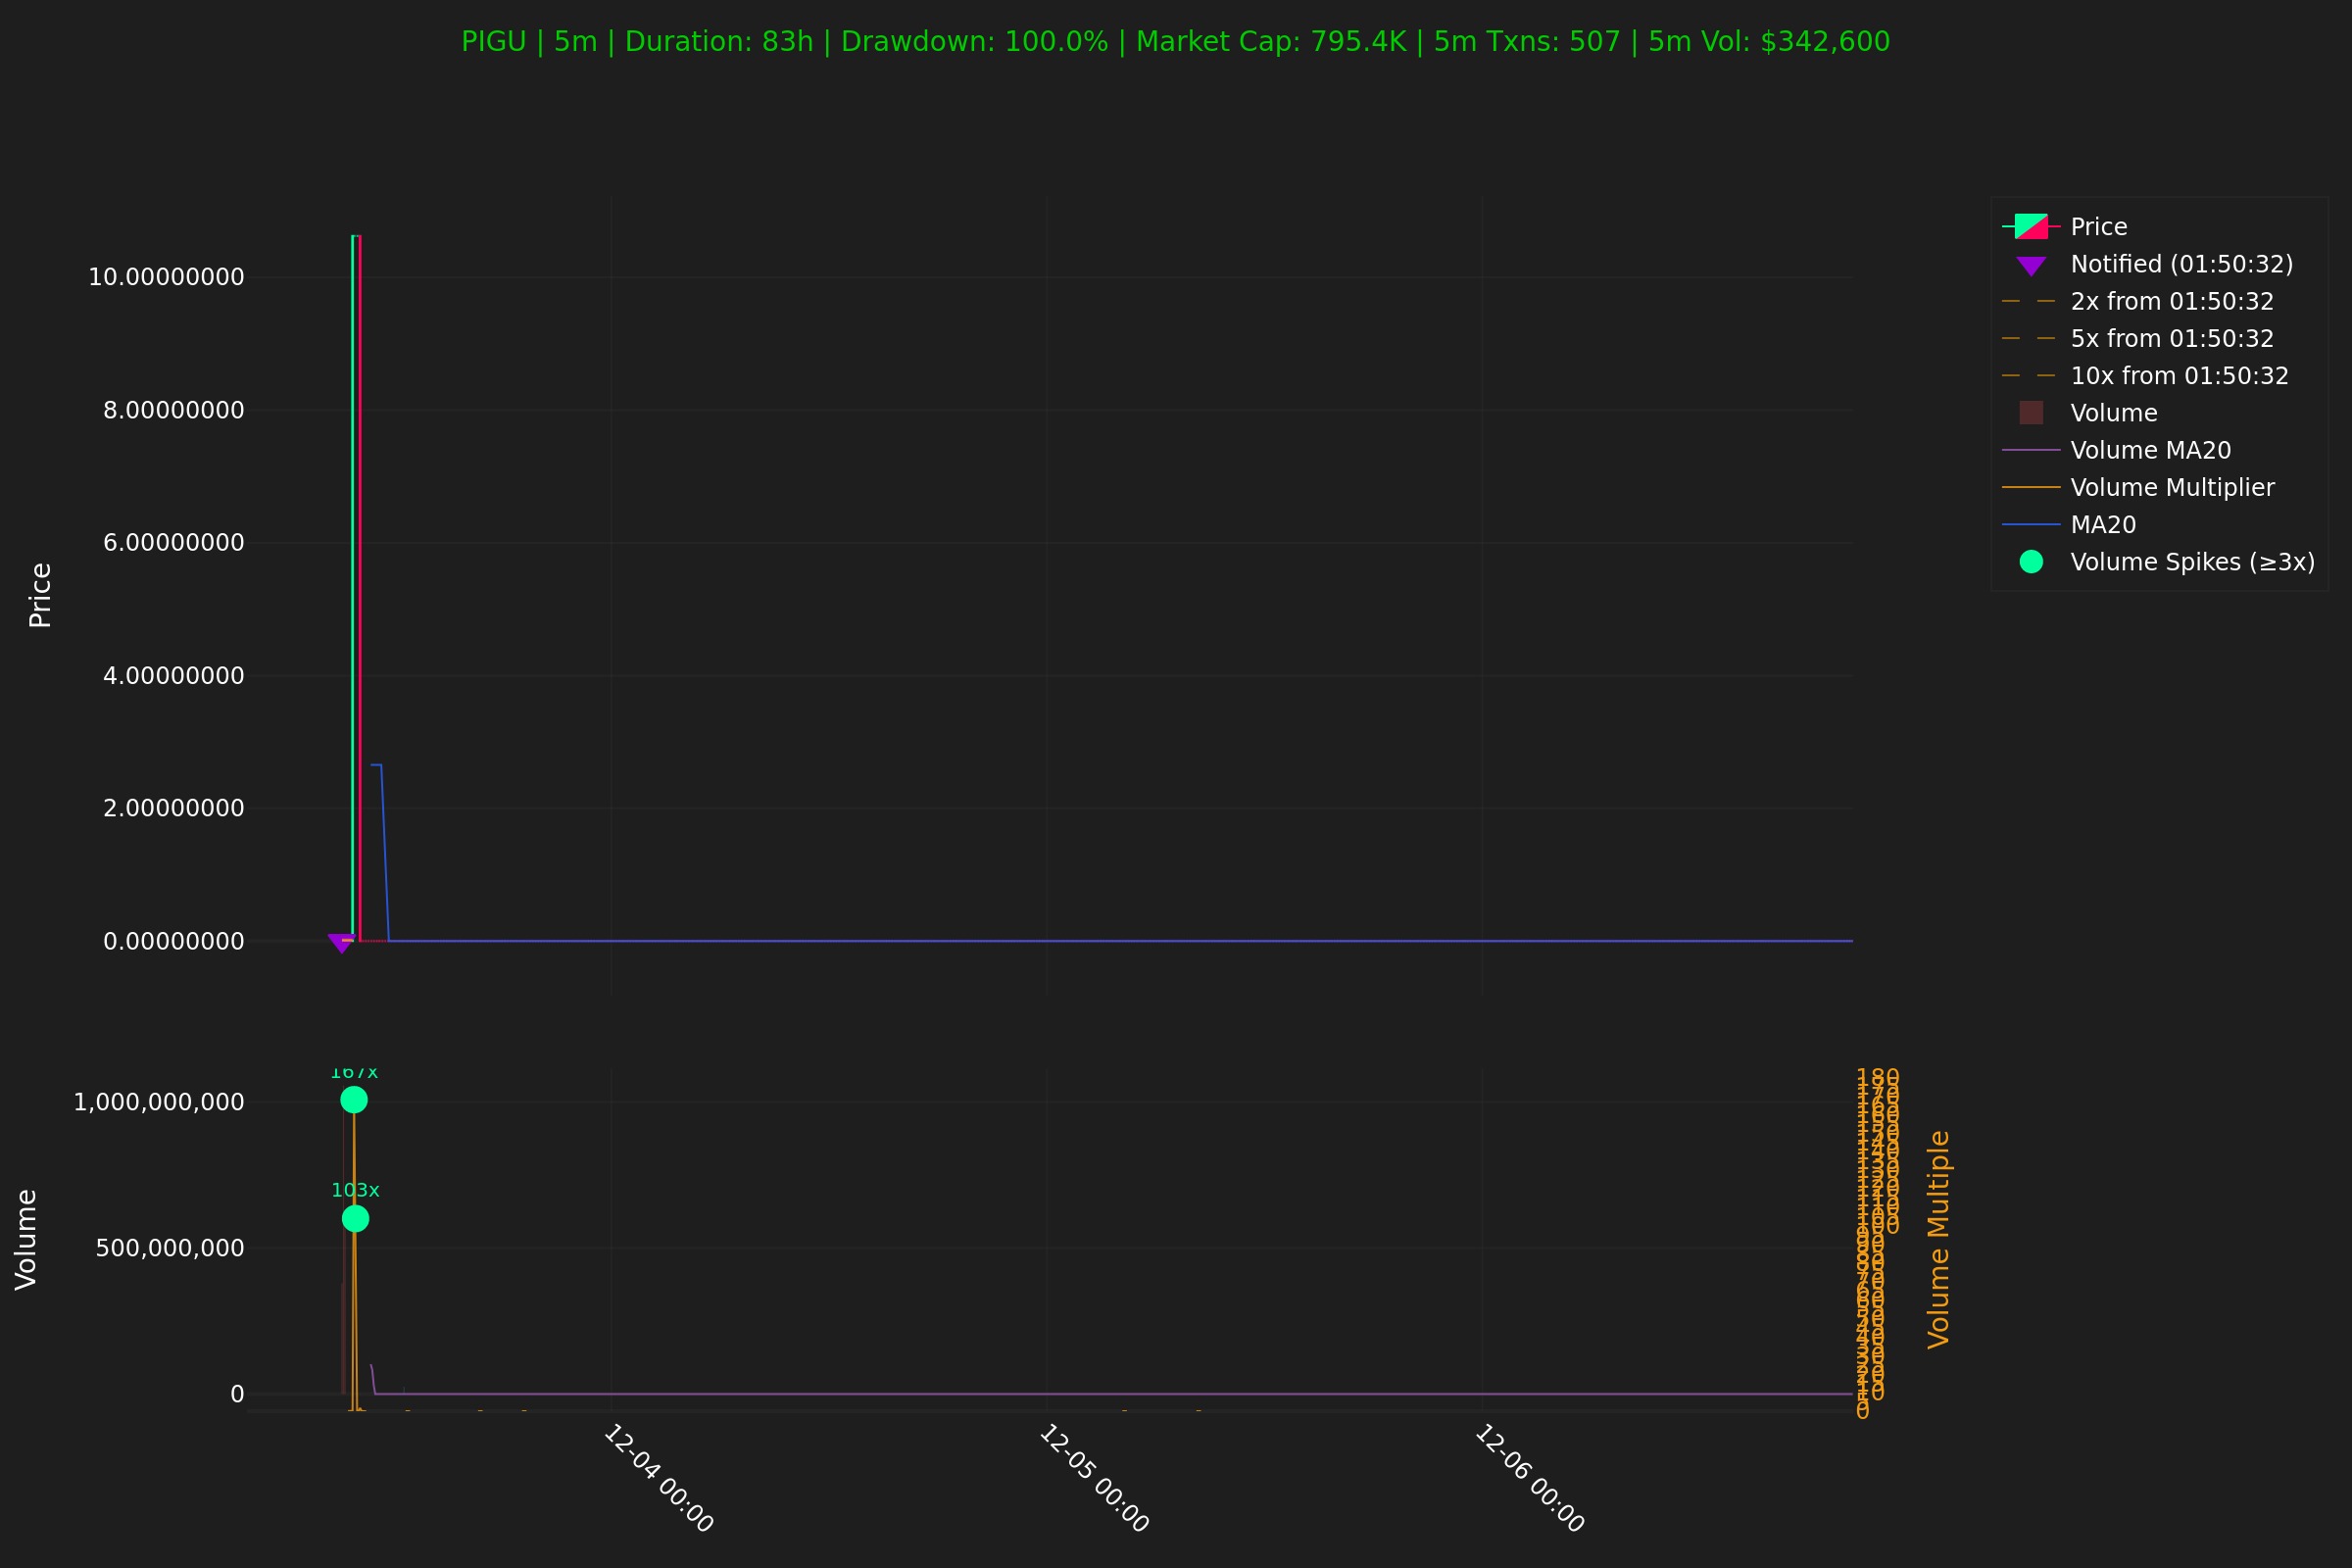 PIGU | 5m | Duration: 83h | Drawdown: 100.0% | Market Cap: 795.4K | 5m Txns: 507 | 5m Vol: $342,600
Price
10.00000000
8.00000000
6.00000000
4.00000000
2.00000000
0.00000000
Price
Notified (01:50:32)
2x from 01:50:32
5x from 01:50:32
10x from 01:50:32
Volume
Volume MA20
Volume Multiplier
MA20
Volume Spikes (≥3x)
Volume
1,000,000,000
500,000,000
0
167x
103x
180
10
0
Volume Multiple
12-04 00:00
12-05 00:00
12-06 00:00